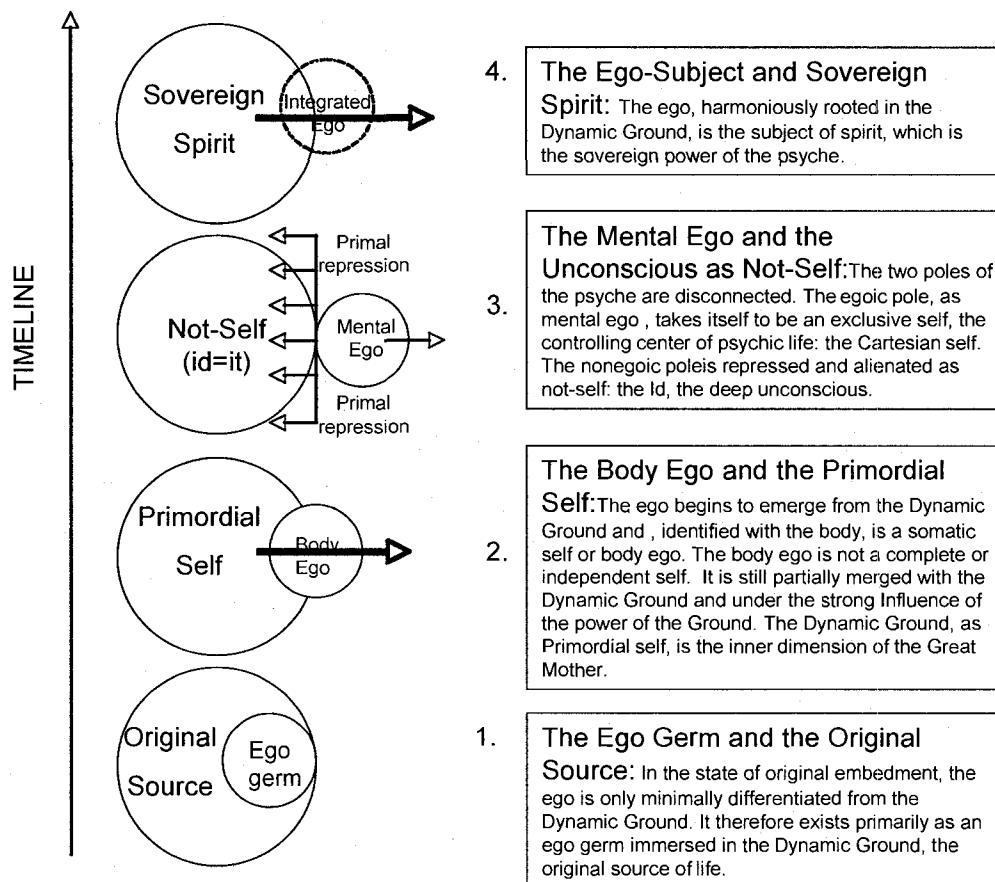 TIMELINE
Sovereign
Spirit
Integrated
Ego
4.
The Ego-Subject and Sovereign
Spirit: The ego, harmoniously rooted in the
Dynamic Ground, is the subject of spirit, which is
the sovereign power of the psyche.
Primal
repression
Not-Self
(id=it)
Mental
Ego
Primal
repression
3.
The Mental Ego and the
Unconscious as Not-Self:The two poles of
the psyche are disconnected. The egoic pole, as
mental ego , takes itself to be an exclusive self, the
controlling center of psychic life: the Cartesian self.
The nonegoic poleis repressed and alienated as
not-self: the Id, the deep unconscious.
Primordial
Self
Body
Ego
2.
The Body Ego and the Primordial
Self:The ego begins to emerge from the Dynamic
Ground and , identified with the body, is a somatic
self or body ego. The body ego is not a complete or
independent self. It is still partially merged with the
Dynamic Ground and under the strong Influence of
the power of the Ground. The Dynamic Ground, as
Primordial self, is the inner dimension of the Great
Mother.
Original
Source
Ego
germ
1.
The Ego Germ and the Original
Source: In the state of original embedment, the
ego is only minimally differentiated from the
Dynamic Ground. It therefore exists primarily as an
ego germ immersed in the Dynamic Ground, the
original source of life.